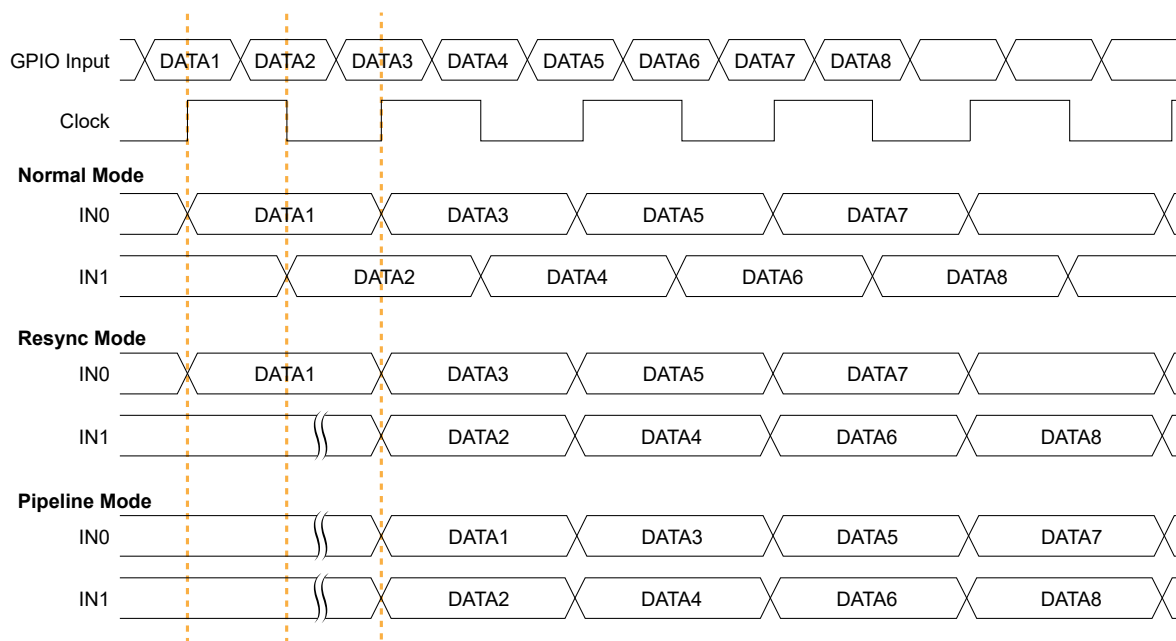 GPIO Input DATA1 DATA2 DATA3 DATA4 DATA5 DATA6 DATA7 DATA8
Clock
Normal Mode
IN0 DATA1 DATA3 DATA5 DATA7
IN1 DATA2 DATA4 DATA6 DATA8
Resync Mode
IN0 DATA1 DATA3 DATA5 DATA7
IN1 DATA2 DATA4 DATA6 DATA8
Pipeline Mode
IN0 DATA1 DATA3 DATA5 DATA7
IN1 DATA2 DATA4 DATA6 DATA8